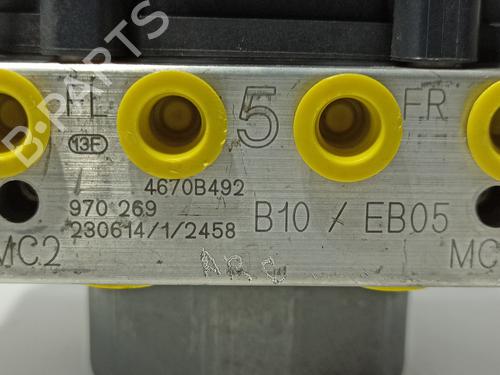 B-PARTS
FL 5 FR
13F
4670B492
970 269 B10 / EB05
230614/1/2458
MC2 MC